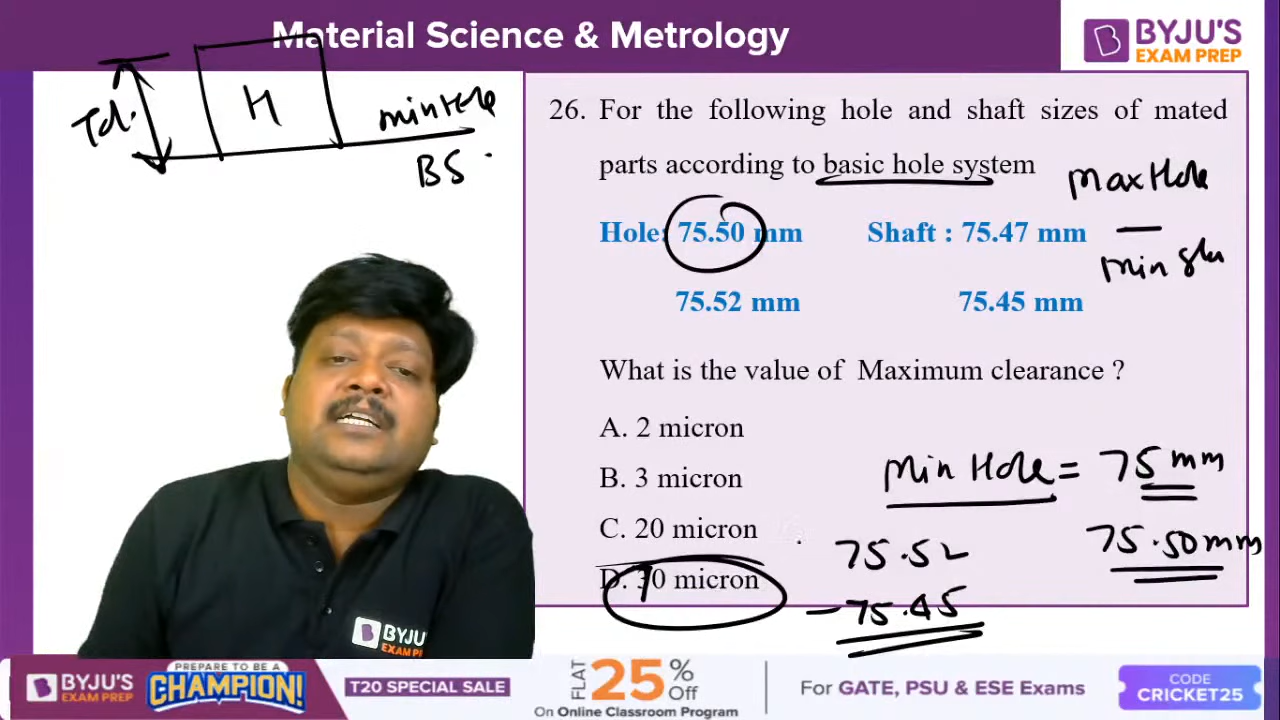 Material Science & Metrology
BYJU'S
EXAM PREP
Td.
H
min Hole
BS
26. For the following hole and shaft sizes of mated
parts according to basic hole system
max Hole
Hole: 75.50 mm Shaft : 75.47 mm
—
min
75.52 mm 75.45 mm
What is the value of Maximum clearance ?
A. 2 micron
B. 3 micron
min Hole = 75 mm
C. 20 micron
75.50 mm
75.52
D. 70 micron
- 75.45
BYJU'
EXAM PRE
BYJU'S
EXAM PREP
PREPARE TO BE A
CHAMPION!
T20 SPECIAL SALE
FLAT 25% Off
On Online Classroom Program
For GATE, PSU & ESE Exams
CODE
CRICKET25